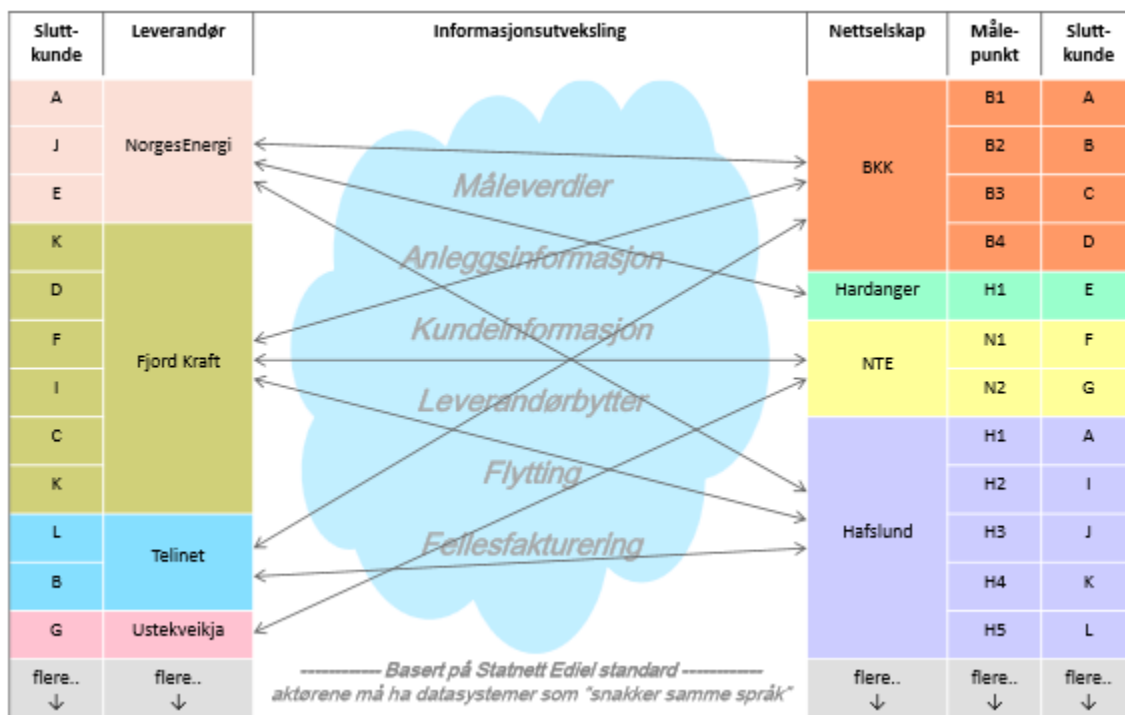 Slutt-
kunde
Leverandør
Informasjonsutveksling
Nettselskap
Måle-
punkt
Slutt-
kunde
A
J
E
NorgesEnergi
K
D
F
I
C
K
Fjord Kraft
L
B
Telinet
G
Ustekveikja
flere..
↓
flere..
↓
Måleverdier
Anleggsinformasjon
Kundeinformasjon
Leverandørbytter
Flytting
Fellesfakturering
------------ Basert på Statnett Ediel standard ------------
aktørene må ha datasystemer som "snakker samme språk"
BKK
B1 A
B2 B
B3 C
B4 D
Hardanger H1 E
NTE
N1 F
N2 G
Hafslund
H1 A
H2 I
H3 J
H4 K
H5 L
flere.. flere.. flere..
↓ ↓ ↓